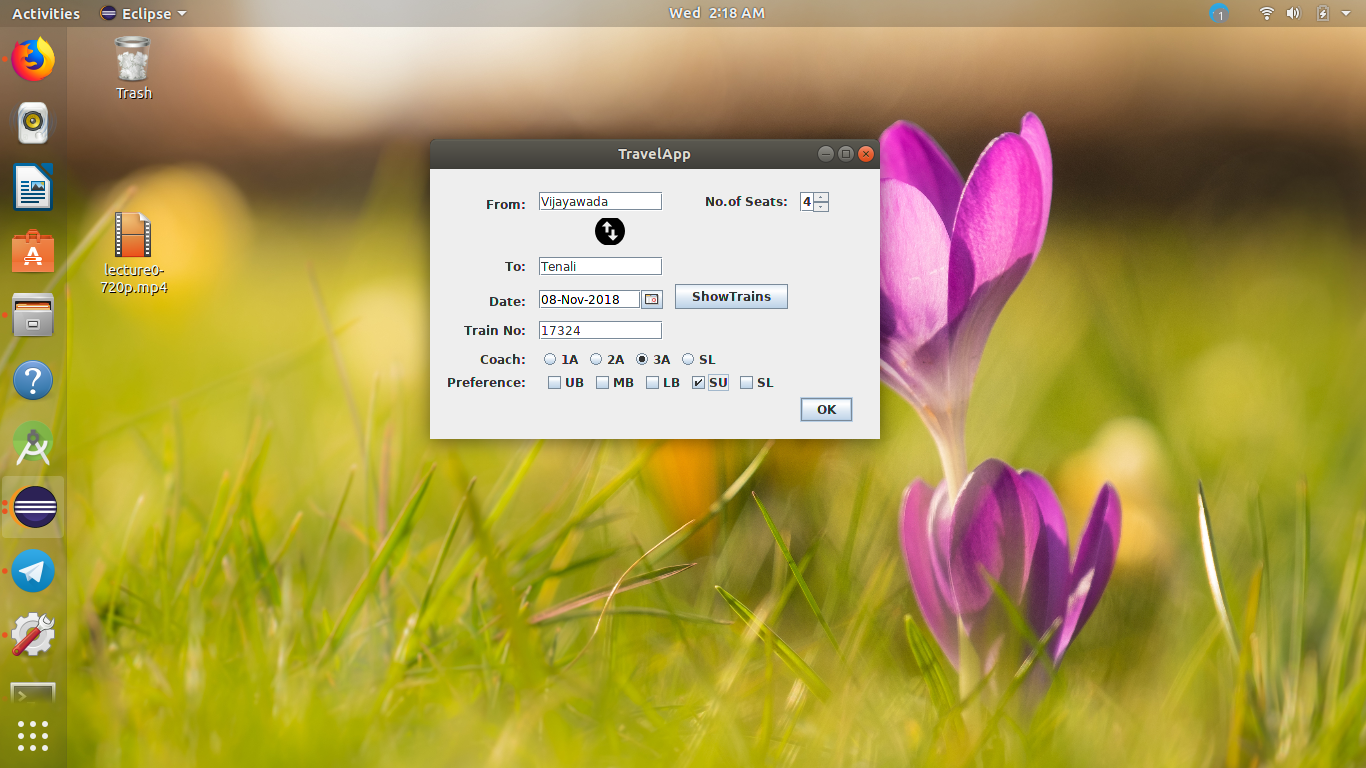 Activities Eclipse Wed 2:18 AM 1
Trash
lecture0-
720p.mp4
TravelApp
From: Vijayawada No.of Seats: 4
To: Tenali
Date: 08-Nov-2018 ShowTrains
Train No: 17324
Coach: 1A 2A 3A SL
Preference: UB MB LB SU SL
OK